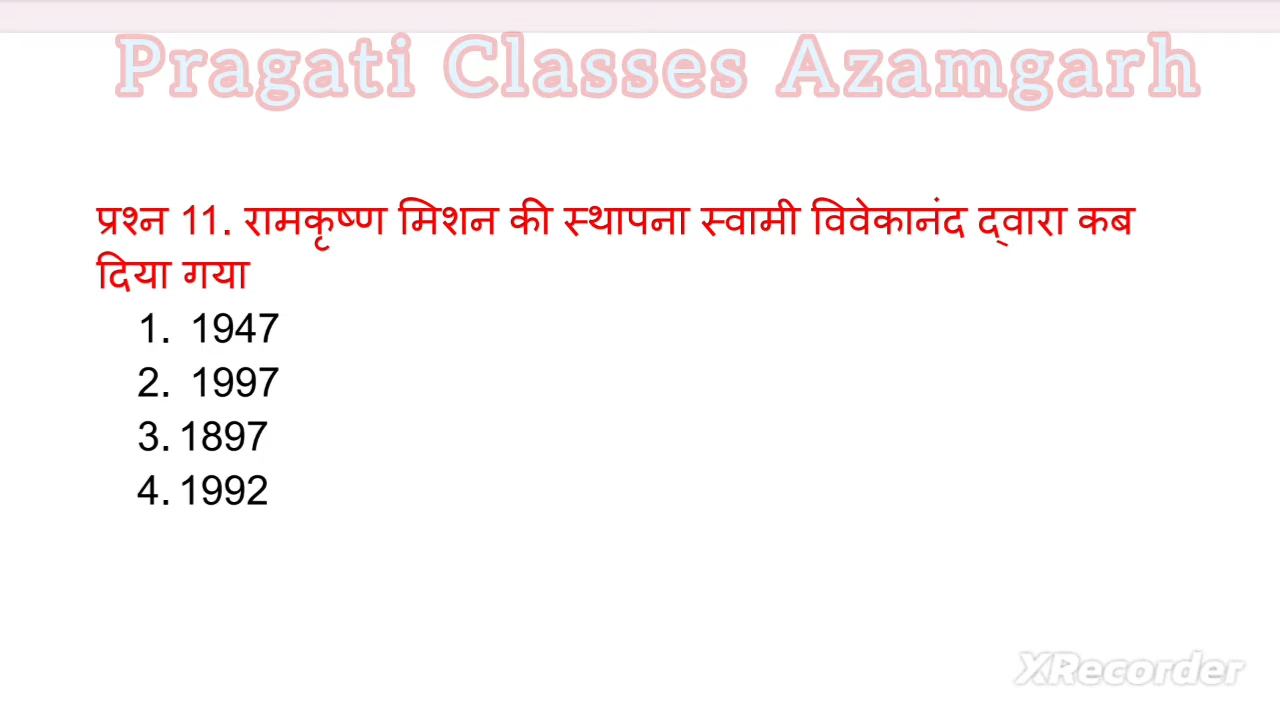 Pragati Classes Azamgarh
प्रश्न 11. रामकृष्ण मिशन की स्थापना स्वामी विवेकानंद द्वारा कब
दिया गया
1. 1947
2. 1997
3. 1897
4. 1992
XRecorder